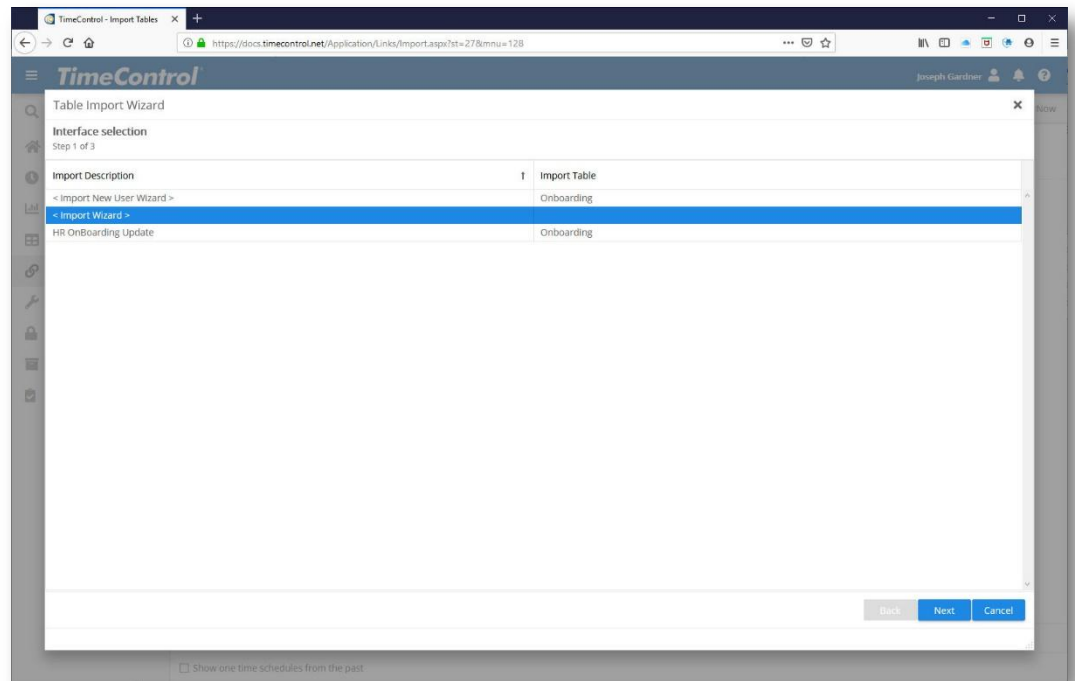 TimeControl - Import Tables
https://docs.timecontrol.net/Application/Links/Import.aspx?st=27&mnu=128
TimeControl
Joseph Gardner
Table Import Wizard
Now
Interface selection
Step 1 of 3
Import Description ↑ Import Table
< Import New User Wizard > Onboarding
< Import Wizard >
HR OnBoarding Update Onboarding
Back Next Cancel
Show one time schedules from the past